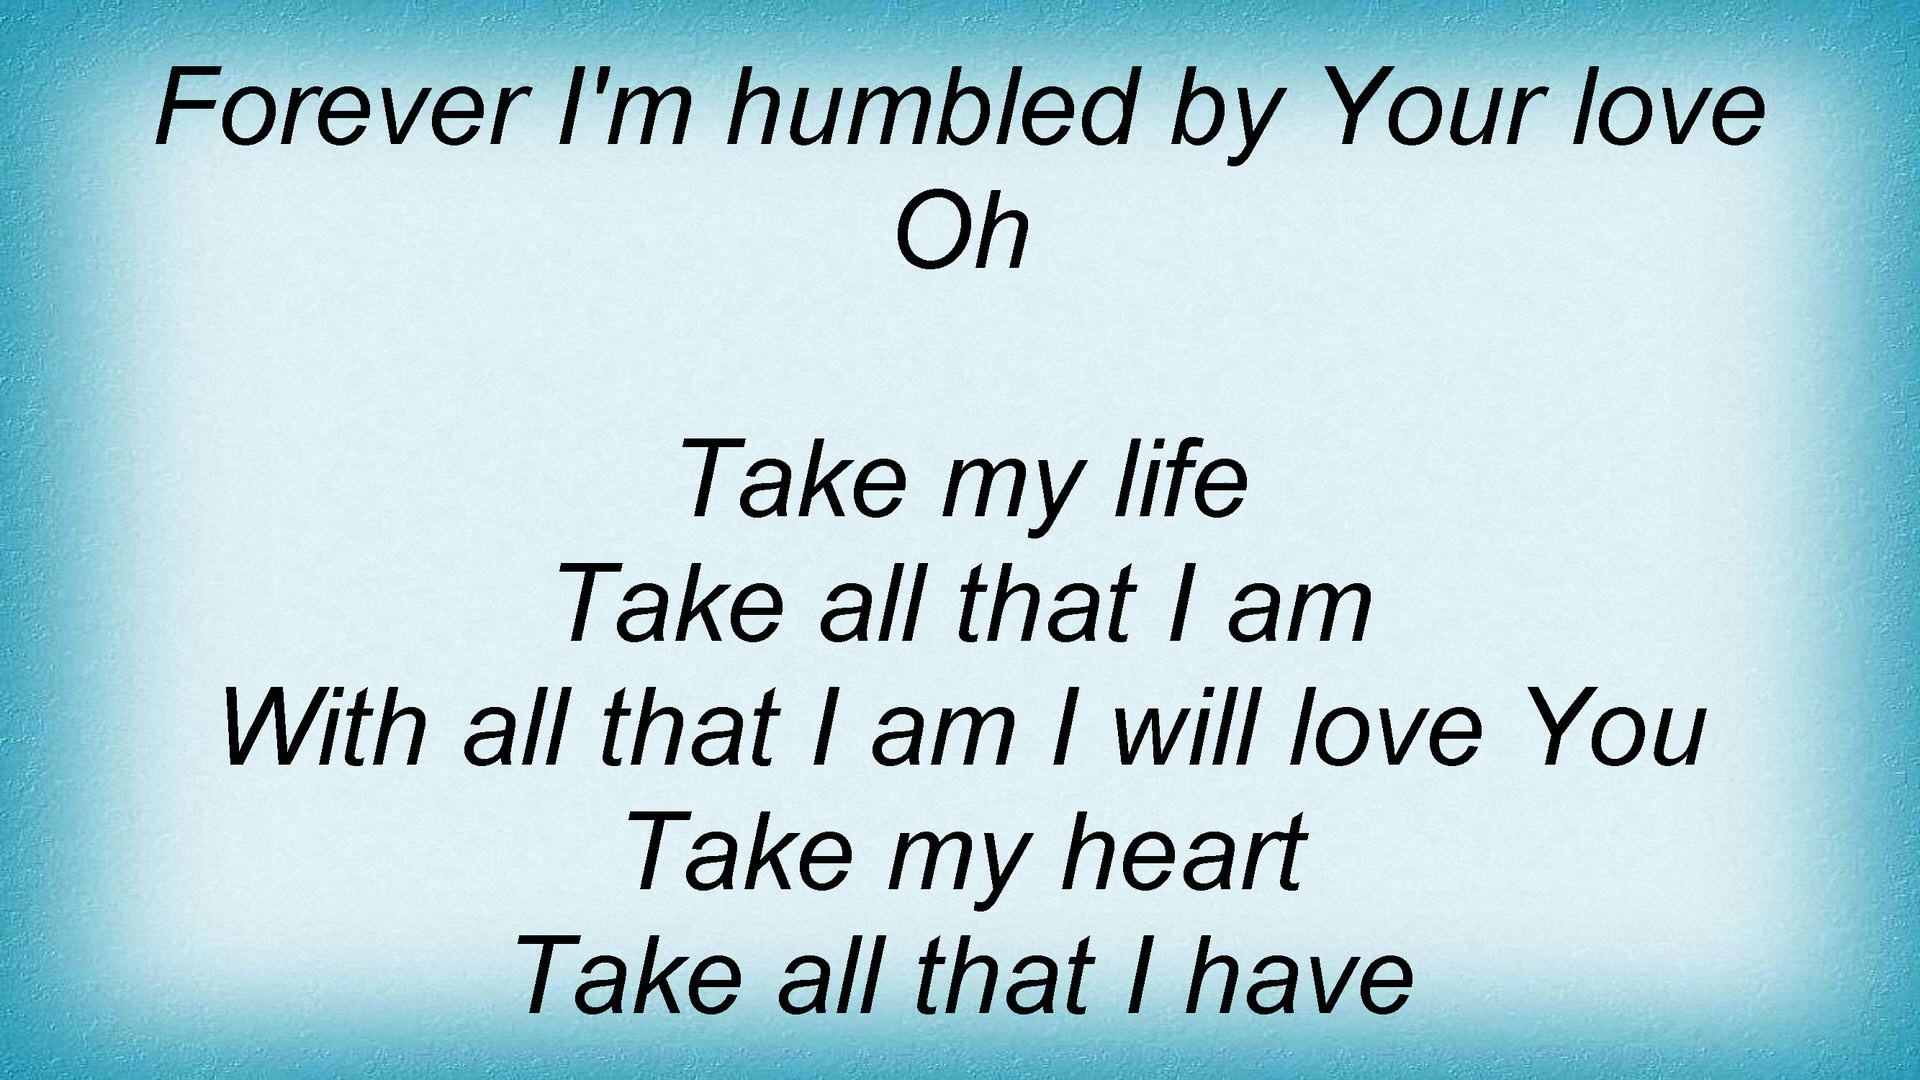 Forever I'm humbled by Your love
Oh
Take my life
Take all that I am
With all that I am I will love You
Take my heart
Take all that I have